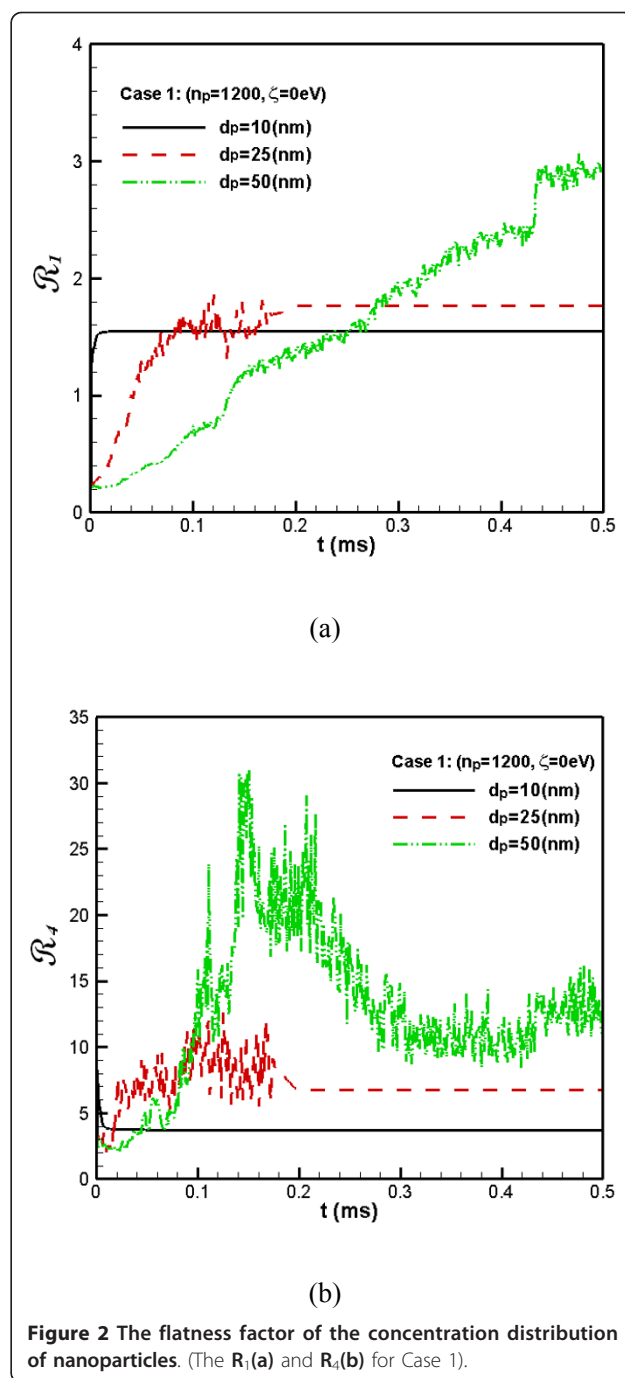 4
3
2
1
0
ℛ1
Case 1: (np=1200, ζ=0eV)
dp=10(nm)
dp=25(nm)
dp=50(nm)
0 0.1 0.2 0.3 0.4 0.5
t (ms)
(a)
35
30
25
20
15
10
5
0
ℛ4
Case 1: (np=1200, ζ=0eV)
dp=10(nm)
dp=25(nm)
dp=50(nm)
0 0.1 0.2 0.3 0.4 0.5
t (ms)
(b)
Figure 2 The flatness factor of the concentration distribution
of nanoparticles. (The R₁(a) and R₄(b) for Case 1).